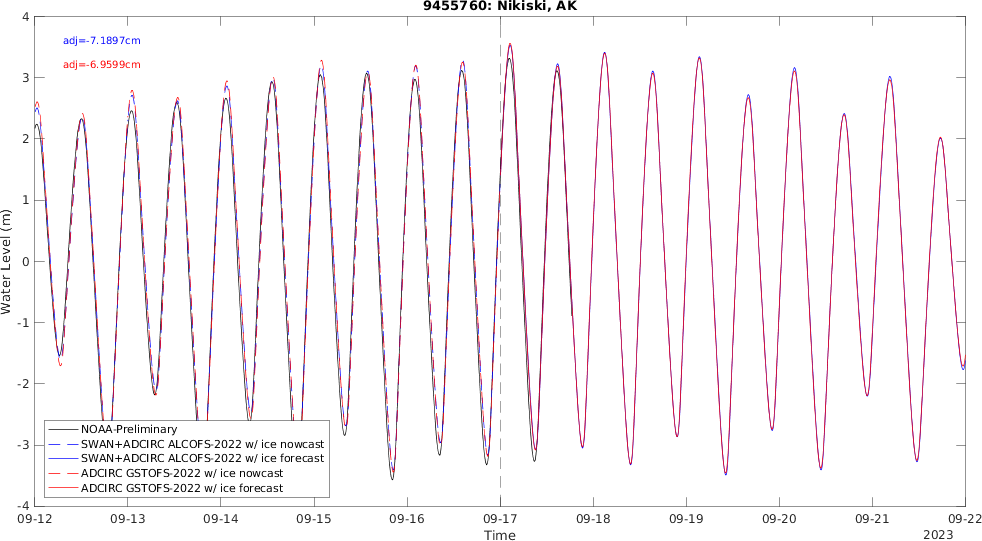 9455760: Nikiski, AK
adj=-7.1897cm
adj=-6.9599cm
4
3
2
1
0
-1
-2
-3
-4
Water Level (m)
NOAA-Preliminary
SWAN+ADCIRC ALCOFS-2022 w/ ice nowcast
SWAN+ADCIRC ALCOFS-2022 w/ ice forecast
ADCIRC GSTOFS-2022 w/ ice nowcast
ADCIRC GSTOFS-2022 w/ ice forecast
09-12 09-13 09-14 09-15 09-16 09-17 09-18 09-19 09-20 09-21 09-22
Time
2023